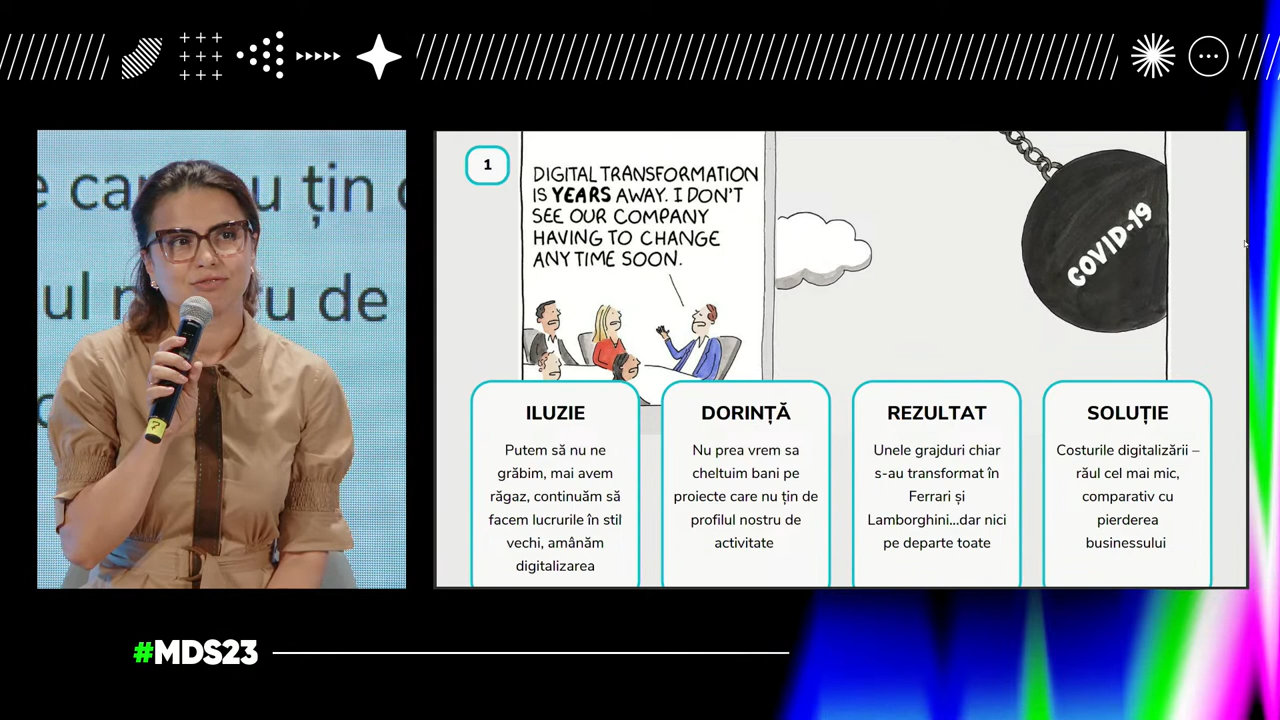 e ca u țin
ul n u de
?
1
DIGITAL TRANSFORMATION
IS YEARS AWAY. I DON'T
SEE OUR COMPANY
HAVING TO CHANGE
ANY TIME SOON.
COVID-19
ILUZIE
Putem să nu ne
grăbim, mai avem
răgaz, continuăm să
facem lucrurile în stil
vechi, amânăm
digitalizarea
DORINȚĂ
Nu prea vrem sa
cheltuim bani pe
proiecte care nu țin de
profilul nostru de
activitate
REZULTAT
Unele grajduri chiar
s-au transformat în
Ferrari și
Lamborghini...dar nici
pe departe toate
SOLUȚIE
Costurile digitalizării –
răul cel mai mic,
comparativ cu
pierderea
businessului
#MDS23